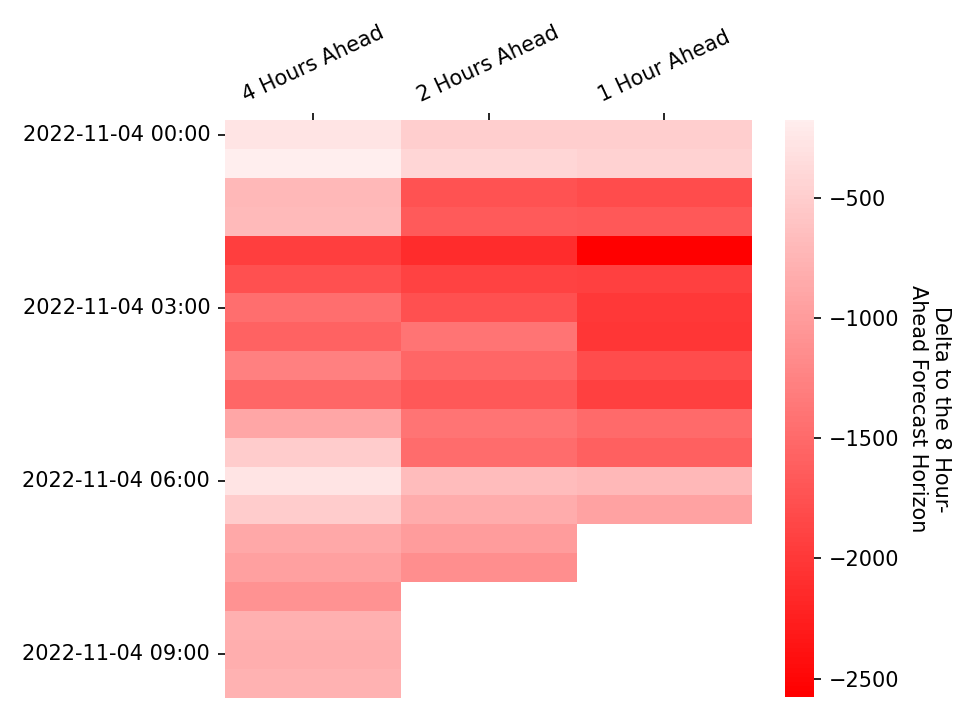 4 Hours Ahead
2 Hours Ahead
1 Hour Ahead
2022-11-04 00:00
2022-11-04 03:00
2022-11-04 06:00
2022-11-04 09:00
−500
−1000
−1500
−2000
−2500
Delta to the 8 Hour-
Ahead Forecast Horizon